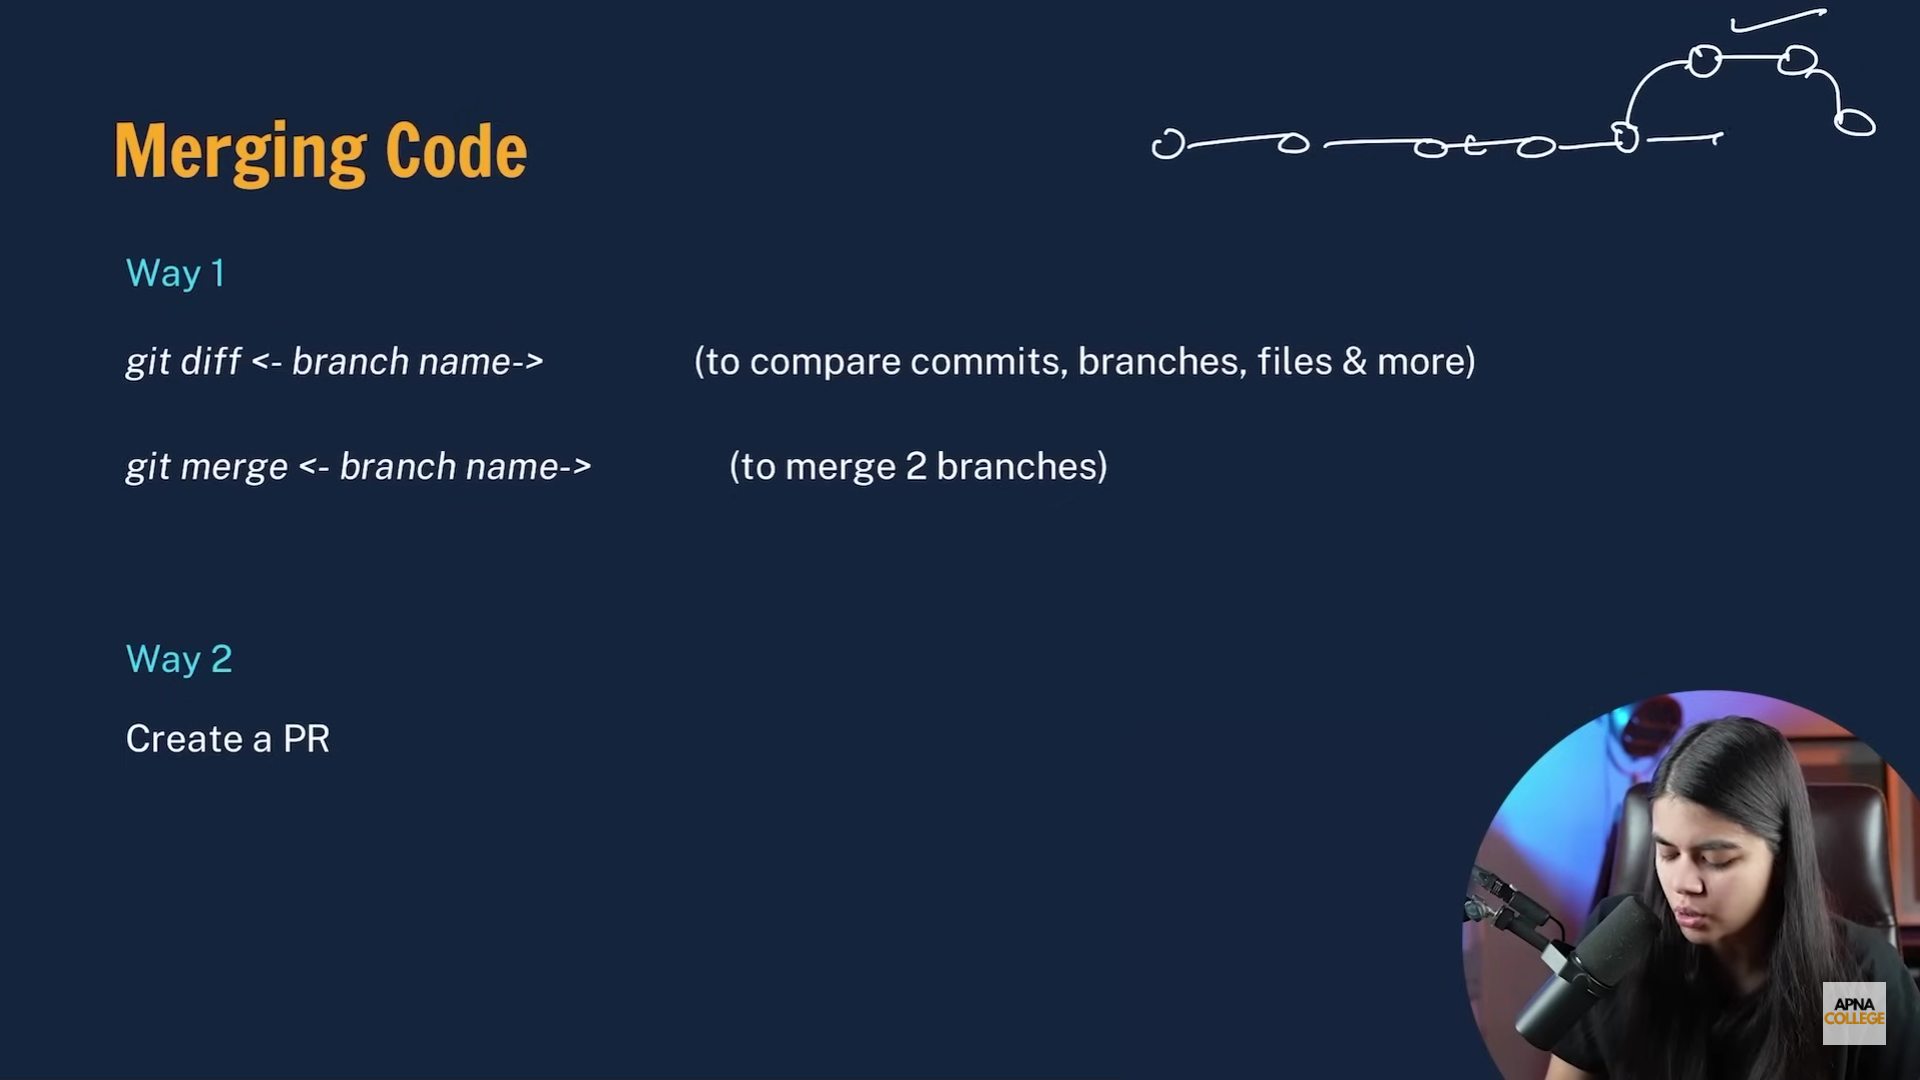 Merging Code
Way 1
git diff <- branch name->
(to compare commits, branches, files & more)
git merge <- branch name->
(to merge 2 branches)
Way 2
Create a PR
APNA
COLLEGE